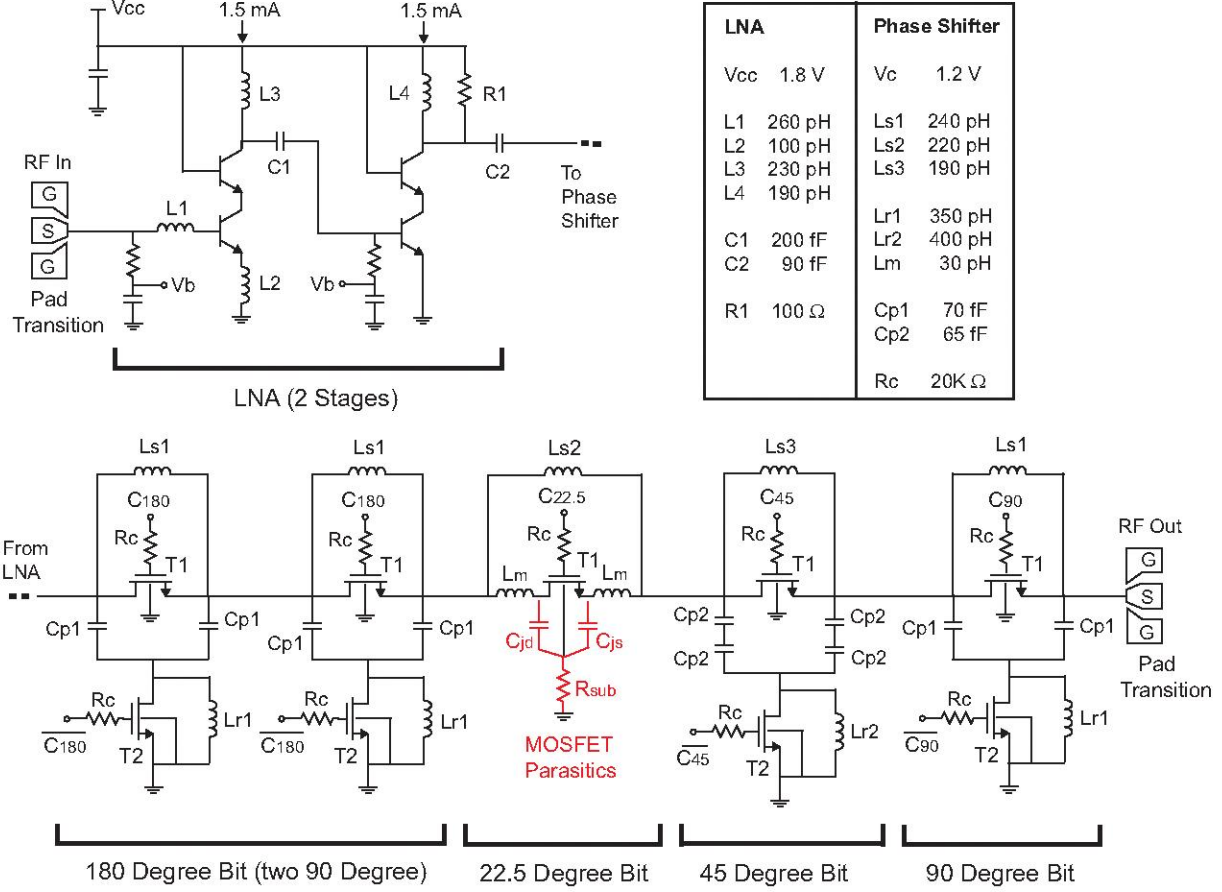 Vcc
1.5 mA
1.5 mA
L3
L4
R1
C1
C2
To
Phase
Shifter
RF In
G
S
G
L1
Vb
L2
Vb
Pad
Transition
LNA (2 Stages)
LNA
Vcc 1.8 V
L1 260 pH
L2 100 pH
L3 230 pH
L4 190 pH
C1 200 fF
C2 90 fF
R1 100 Ω
Phase Shifter
Vc 1.2 V
Ls1 240 pH
Ls2 220 pH
Ls3 190 pH
Lr1 350 pH
Lr2 400 pH
Lm 30 pH
Cp1 70 fF
Cp2 65 fF
Rc 20K Ω
From
LNA
Ls1
C180
Rc
T1
Cp1
Cp1
Rc
C180
T2
Lr1
Ls1
C180
Rc
T1
Cp1
Cp1
Rc
C180
T2
Lr1
Ls2
C22.5
Rc
T1
Lm
Lm
Cjd
Cjs
Rsub
MOSFET
Parasitics
Ls3
C45
Rc
T1
Cp2
Cp2
Cp2
Cp2
Rc
C45
T2
Lr2
Ls1
C90
Rc
T1
Cp1
Cp1
Rc
C90
T2
Lr1
RF Out
G
S
G
Pad
Transition
180 Degree Bit (two 90 Degree)
22.5 Degree Bit
45 Degree Bit
90 Degree Bit